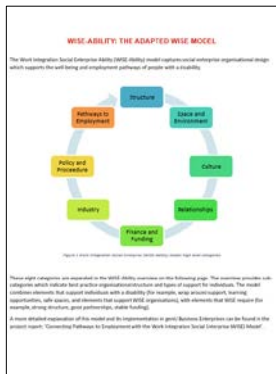 WISE-ABILITY: THE ADAPTED WISE MODEL
The Work Integration Social Enterprise Ability (WISE-Ability) model captures social enterprise organisational design
which supports the well-being and employment pathways of people with a disability.
Structure
Pathways to
Employment
Space and
Environment
Policy and
Proceedure
Culture
Industry
Relationships
Finance and
Funding
These eight categories are expanded in the WISE-Ability overview on the following page. The overview provides sub-
categories which indicate best practice organisational structure and types of support for individuals. The model
combines elements that support individuals with a disability (for example, wrap around support, learning
opportunities, safe spaces, and elements that support WISE organisations), with elements that WISE require (for
example, strong structure, good partnerships, stable funding).
A more detailed explanation of this model and its implementation in Business Enterprises can be found in the
project report: 'Connecting Pathways to Employment with the Work Integration Social Enterprise (WISE) Model'.